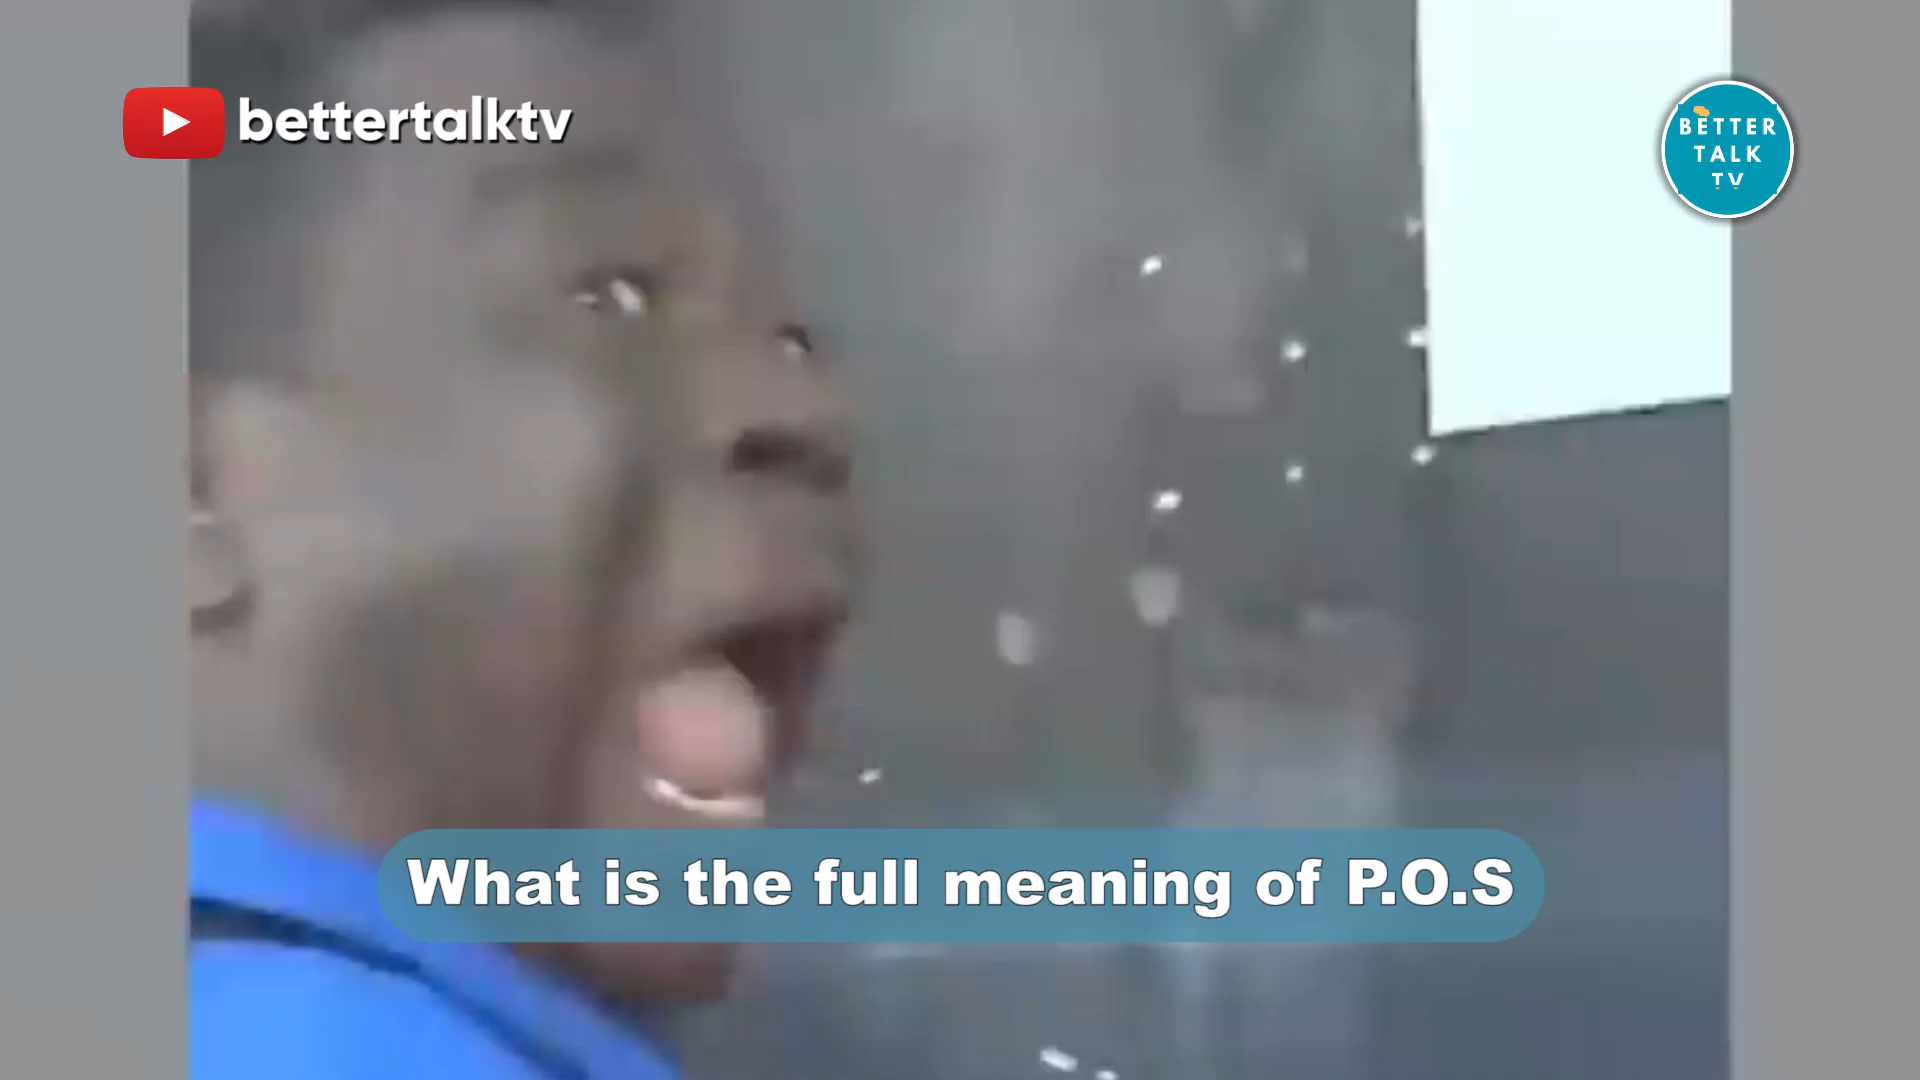 bettertalktv
BETTER
TALK
TV
What is the full meaning of P.O.S